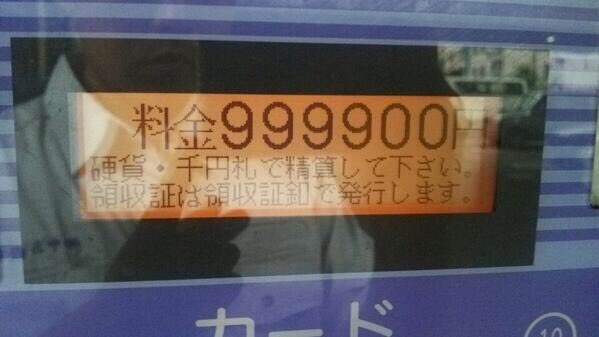 料金999900円
硬貨・千円札で精算して下さい。
領収証は領収証釦で発行します。
カード
10